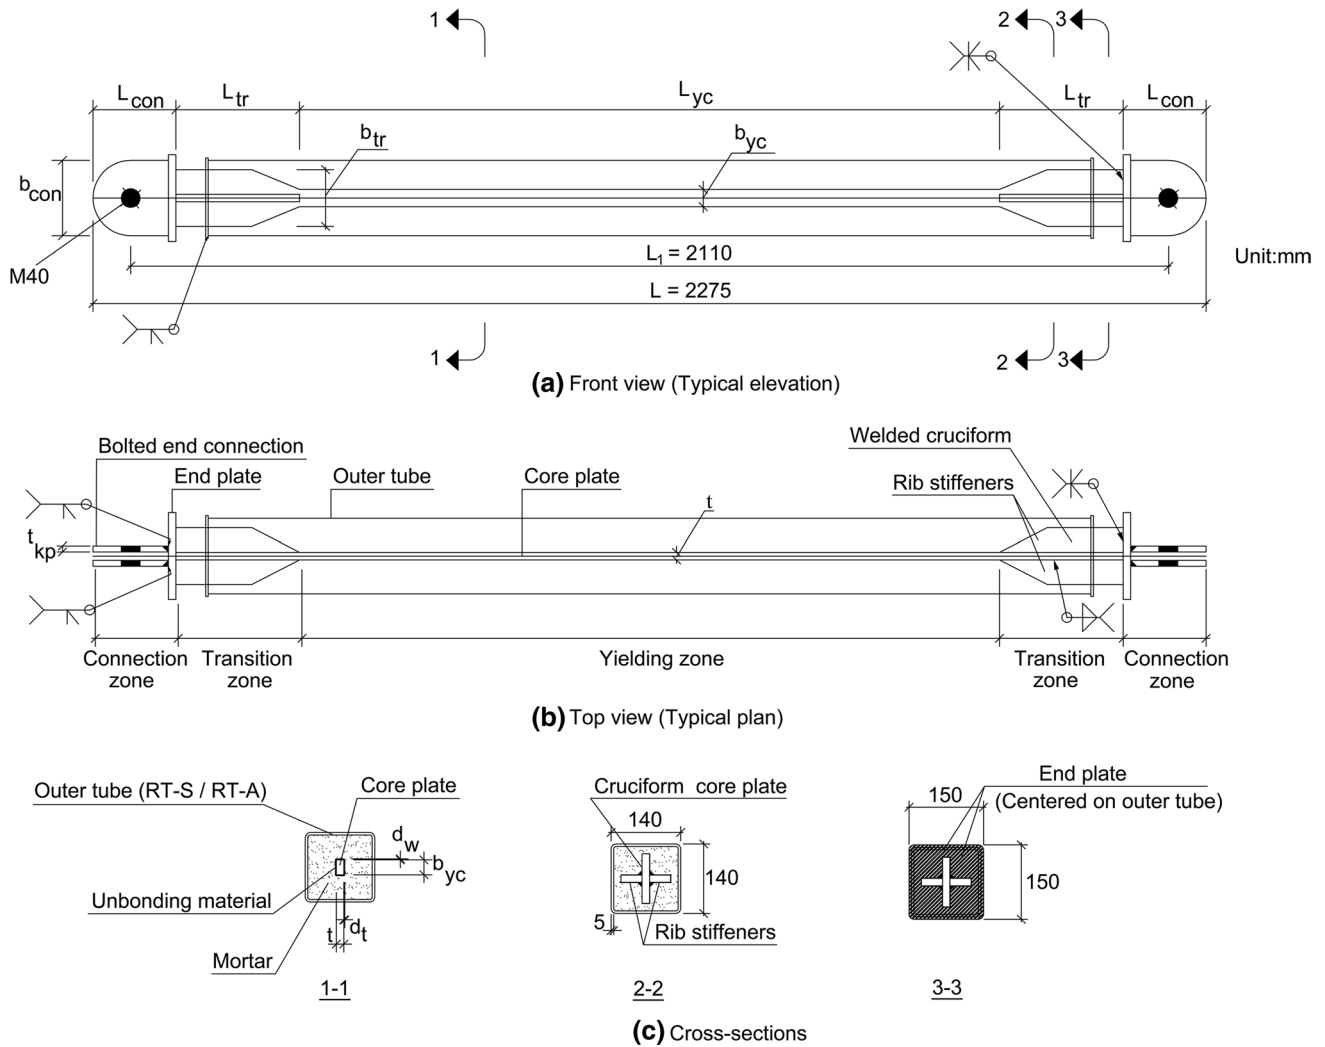 1
2 3
L con
L tr
L yc
L tr
L con
b tr
b yc
b con
M40
L1 = 2110
L = 2275
Unit:mm
1
2 3
(a) Front view (Typical elevation)
Bolted end connection
Welded cruciform
End plate
Outer tube
Core plate
Rib stiffeners
t
t kp
Connection zone
Transition zone
Yielding zone
Transition zone
Connection zone
(b) Top view (Typical plan)
Outer tube (RT-S / RT-A)
Core plate
d w
b yc
Unbonding material
t
d t
Mortar
1-1
Cruciform core plate
140
140
5
Rib stiffeners
2-2
End plate
(Centered on outer tube)
150
150
3-3
(c) Cross-sections